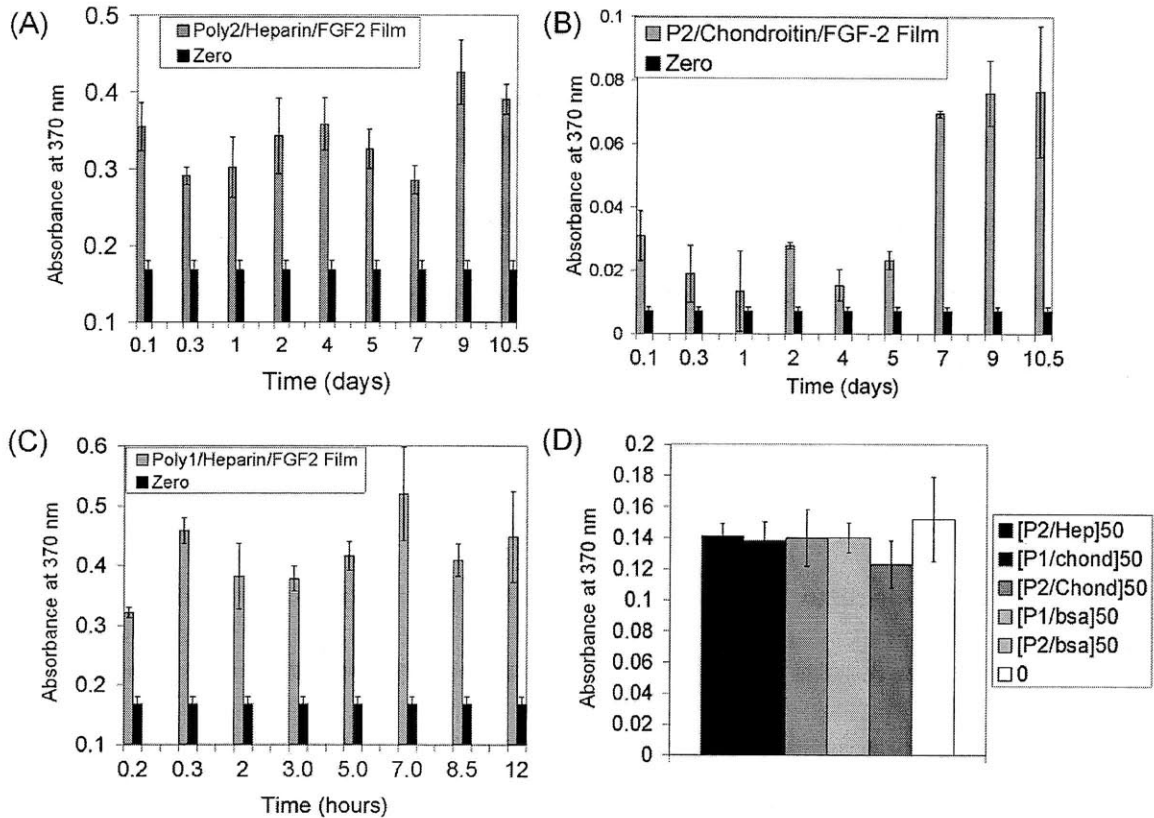 (A)
Poly2/Heparin/FGF2 Film
Zero
Absorbance at 370 nm
0.5
0.4
0.3
0.2
0.1
0.1 0.3 1 2 4 5 7 9 10.5
Time (days)
(B)
P2/Chondroitin/FGF-2 Film
Zero
Absorbance at 370 nm
0.1
0.08
0.06
0.04
0.02
0
0.1 0.3 1 2 4 5 7 9 10.5
Time (days)
(C)
Poly1/Heparin/FGF2 Film
Zero
Absorbance at 370 nm
0.6
0.5
0.4
0.3
0.2
0.1
0.2 0.3 2 3.0 5.0 7.0 8.5 12
Time (hours)
(D)
Absorbance at 370 nm
0.2
0.18
0.16
0.14
0.12
0.1
0.08
0.06
0.04
0.02
0
[P2/Hep]50
[P1/chond]50
[P2/Chond]50
[P1/bsa]50
[P2/bsa]50
0